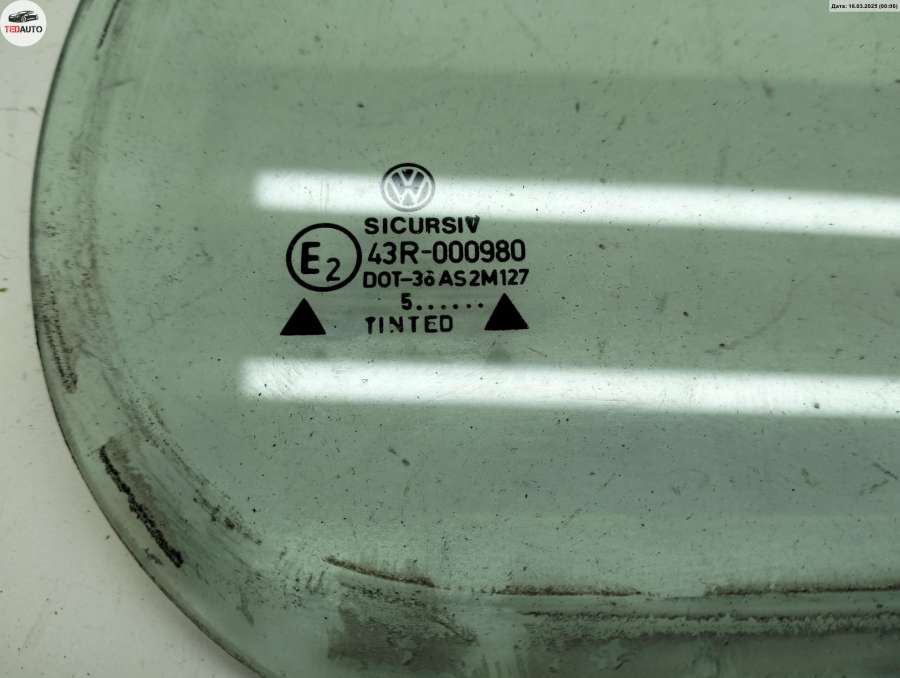 TEDAUTO
Дата: 16.03.2025 (00:00)
SICURSIV
E2
43R-000980
DOT-36 AS2M127
5......
TINTED